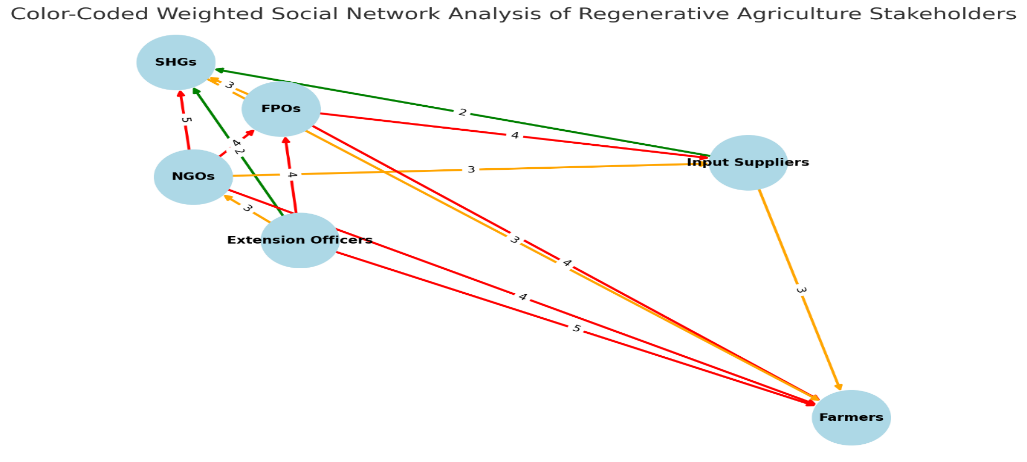 Color-Coded Weighted Social Network Analysis of Regenerative Agriculture Stakeholders
SHGs
3
FPOs
2
5
4
4
2
Input Suppliers
3
NGOs
4
3
Extension Officers
3
4
3
4
5
Farmers